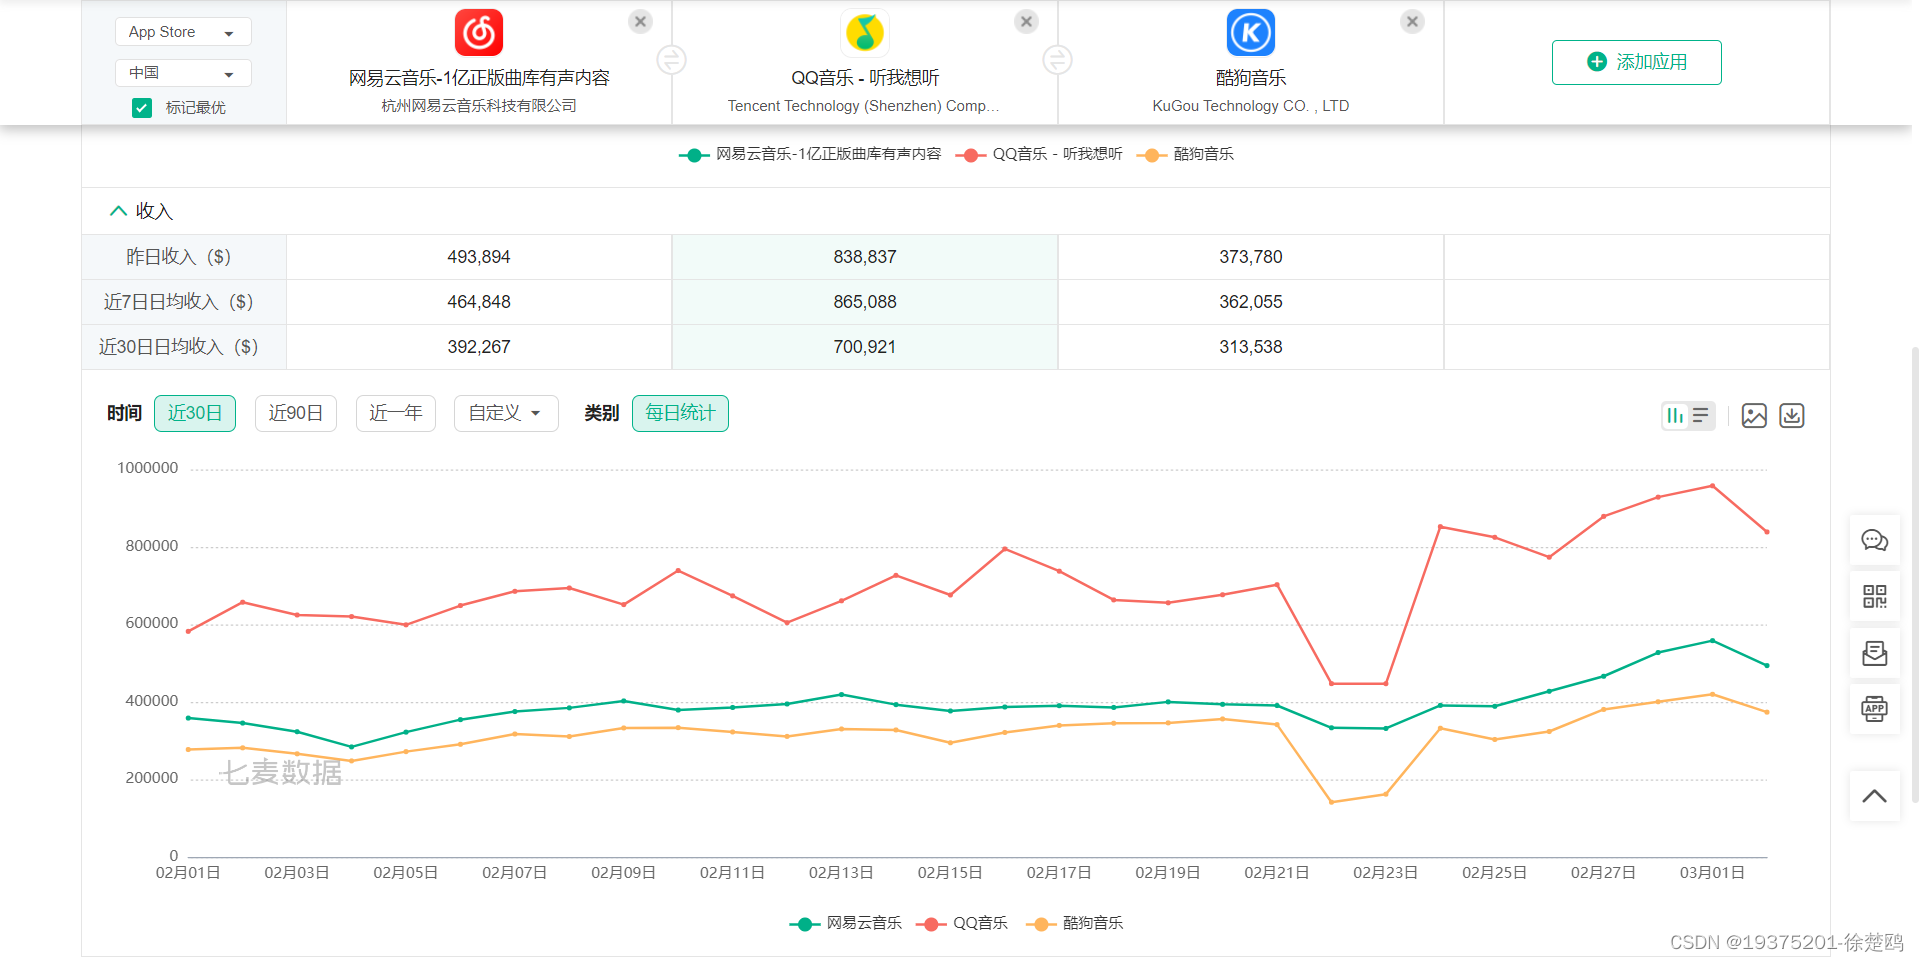 App Store
中国
标记最优
网易云音乐-1亿正版曲库有声内容
杭州网易云音乐科技有限公司
QQ音乐 - 听我想听
Tencent Technology (Shenzhen) Comp...
酷狗音乐
KuGou Technology CO. , LTD
添加应用
网易云音乐-1亿正版曲库有声内容 QQ音乐 - 听我想听 酷狗音乐
收入
昨日收入（$） 493,894 838,837 373,780
近7日日均收入（$） 464,848 865,088 362,055
近30日日均收入（$） 392,267 700,921 313,538
时间 近30日 近90日 近一年 自定义 类别 每日统计
1000000
800000
600000
400000
200000
0
七麦数据
02月01日 02月03日 02月05日 02月07日 02月09日 02月11日 02月13日 02月15日 02月17日 02月19日 02月21日 02月23日 02月25日 02月27日 03月01日
网易云音乐 QQ音乐 酷狗音乐
APP
CSDN @19375201-徐楚鸥